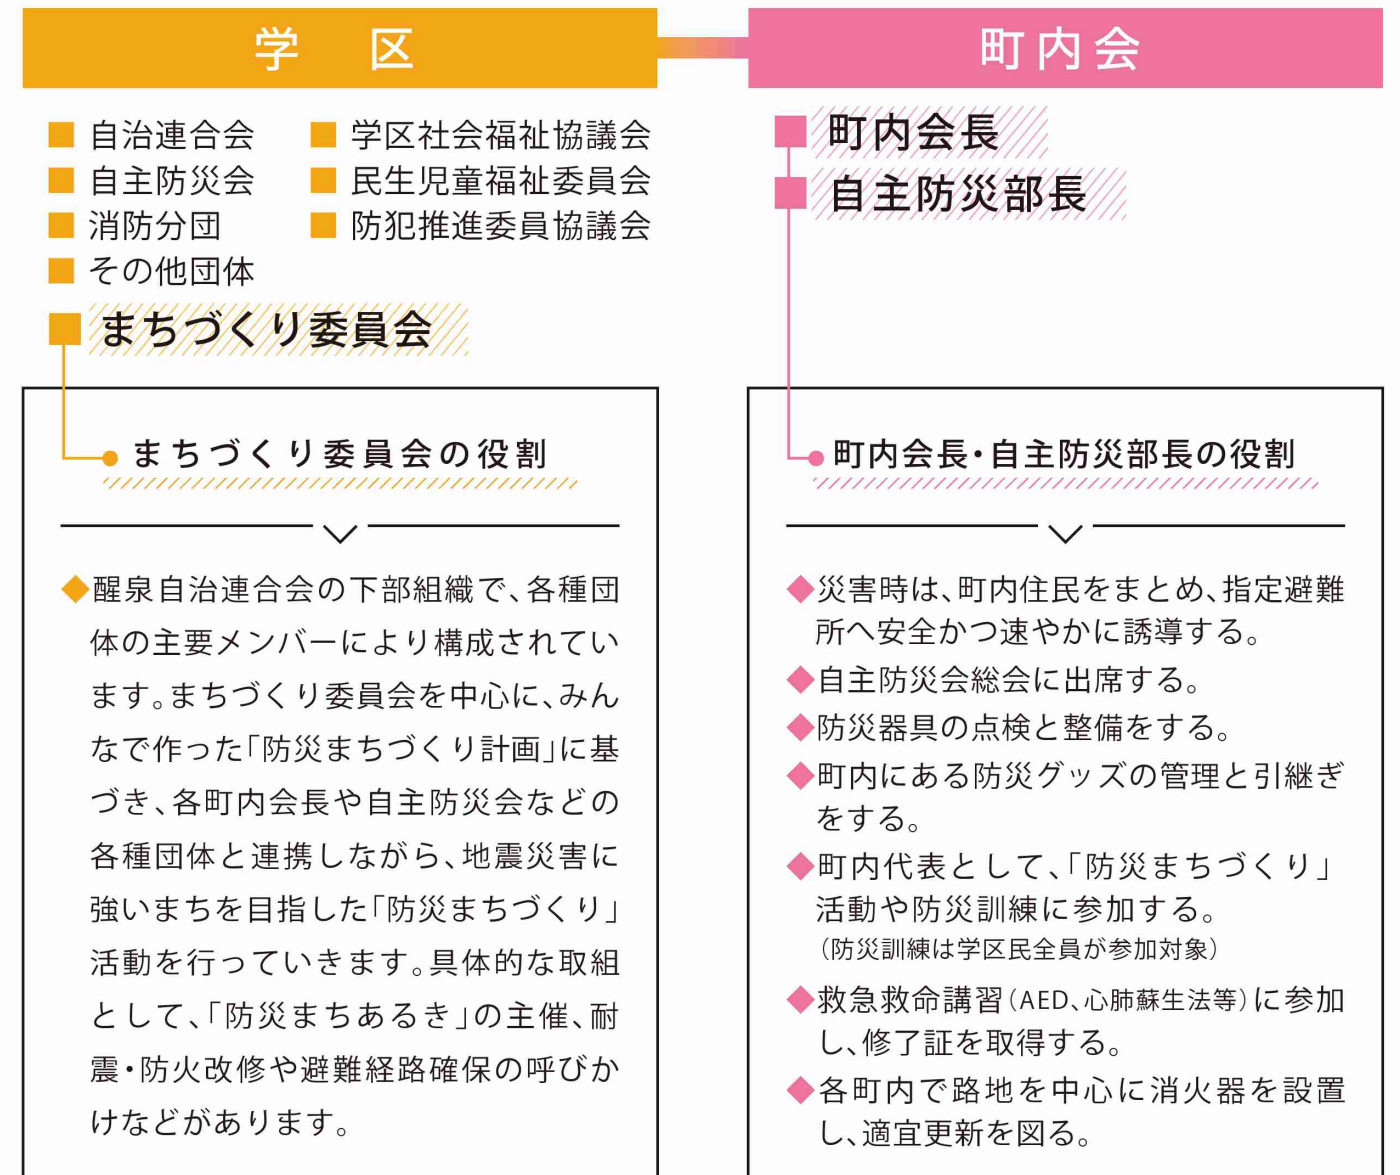 学 区
自治連合会
自主防災会
消防分団
その他団体
学区社会福祉協議会
民生児童福祉委員会
防犯推進委員協議会
まちづくり委員会
まちづくり委員会の役割
◆醒泉自治連合会の下部組織で、各種団
体の主要メンバーにより構成されてい
ます。まちづくり委員会を中心に、みん
なで作った「防災まちづくり計画」に基
づき、各町内会長や自主防災会などの
各種団体と連携しながら、地震災害に
強いまちを目指した「防災まちづくり」
活動を行っていきます。具体的な取組
として、「防災まちあるき」の主催、耐
震・防火改修や避難経路確保の呼びか
けなどがあります。
町内会
町内会長
自主防災部長
町内会長・自主防災部長の役割
◆災害時は、町内住民をまとめ、指定避難
所へ安全かつ速やかに誘導する。
◆自主防災会総会に出席する。
◆防災器具の点検と整備をする。
◆町内にある防災グッズの管理と引継ぎ
をする。
◆町内代表として、「防災まちづくり」
活動や防災訓練に参加する。
（防災訓練は学区民全員が参加対象）
◆救急救命講習（AED、心肺蘇生法等）に参加
し、修了証を取得する。
◆各町内で路地を中心に消火器を設置
し、適宜更新を図る。